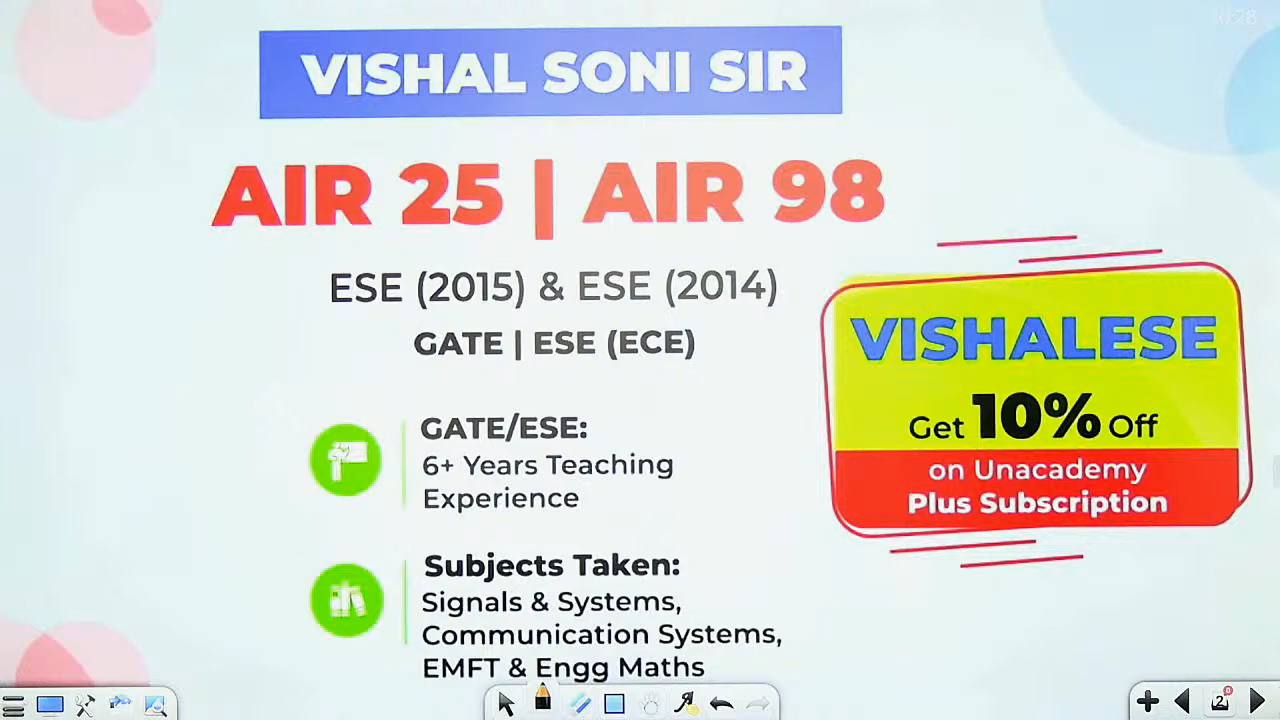 VISHAL SONI SIR
AIR 25 | AIR 98
ESE (2015) & ESE (2014)
GATE | ESE (ECE)
VISHALESE
Get 10% Off
on Unacademy
Plus Subscription
GATE/ESE:
6+ Years Teaching
Experience
Subjects Taken:
Signals & Systems,
Communication Systems,
EMFT & Engg Maths
2